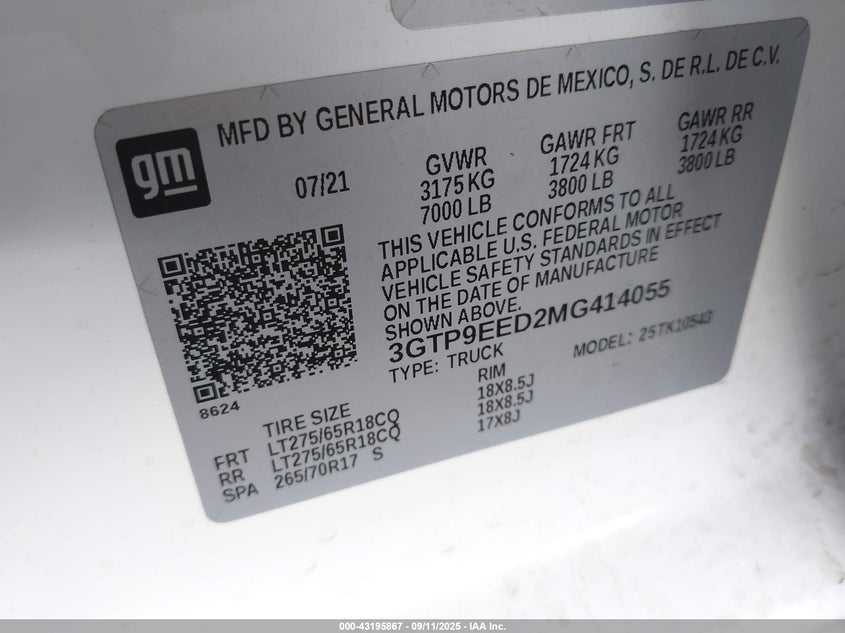 MFD BY GENERAL MOTORS DE MEXICO, S. DE R.L. DE C.V.
gm
07/21
GVWR
3175 KG
7000 LB
GAWR FRT
1724 KG
3800 LB
GAWR RR
1724 KG
3800 LB
THIS VEHICLE CONFORMS TO ALL
APPLICABLE U.S. FEDERAL MOTOR
VEHICLE SAFETY STANDARDS IN EFFECT
ON THE DATE OF MANUFACTURE
SHOWN ABOVE.
3GTP9EED2MG414055
TYPE: TRUCK
MODEL: 25TK10543
8624
TIRE SIZE
RIM
FRT LT275/65R18CQ 18X8.5J
RR LT275/65R18CQ 18X8.5J
SPA 265/70R17 S 17X8J
000-43195867 - 09/11/2025 - IAA Inc.